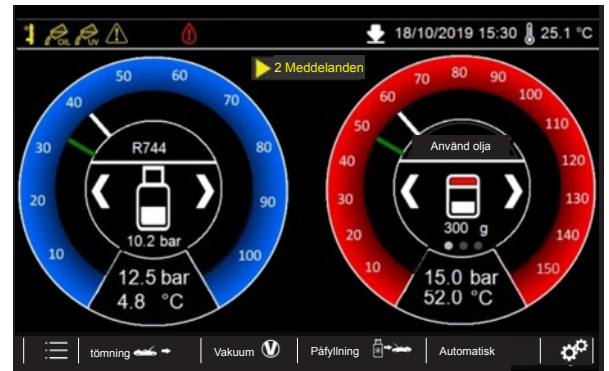 OIL UV 18/10/2019 15:30 25.1 °C
2 Meddelanden
10 20 30 40 50 60 70 80 90 100
R744
10.2 bar
12.5 bar
4.8 °C
10 20 30 40 50 60 70 80 90 100 110 120 130 140 150
Använd olja
300 g
15.0 bar
52.0 °C
tömning Vakuum V Påfyllning Automatisk